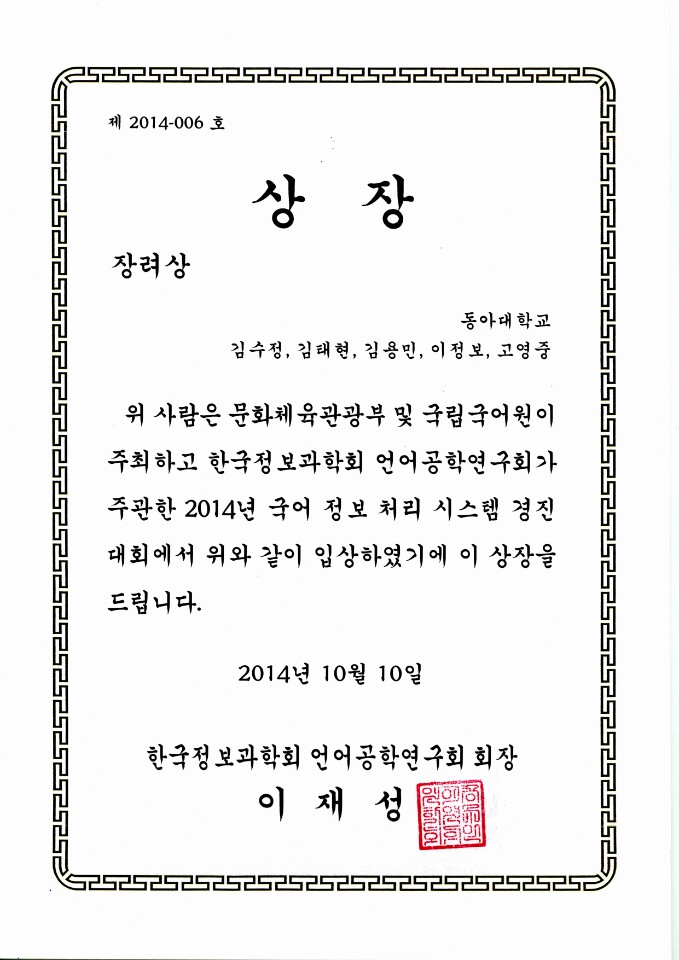 제 2014-006 호
상 장
장려상
동아대학교
김수정, 김태현, 김용민, 이정보, 고영중
위 사람은 문화체육관광부 및 국립국어원이
주최하고 한국정보과학회 언어공학연구회가
주관한 2014년 국어 정보 처리 시스템 경진
대회에서 위와 같이 입상하였기에 이 상장을
드립니다.
2014년 10월 10일
한국정보과학회 언어공학연구회 회장
이 재 성